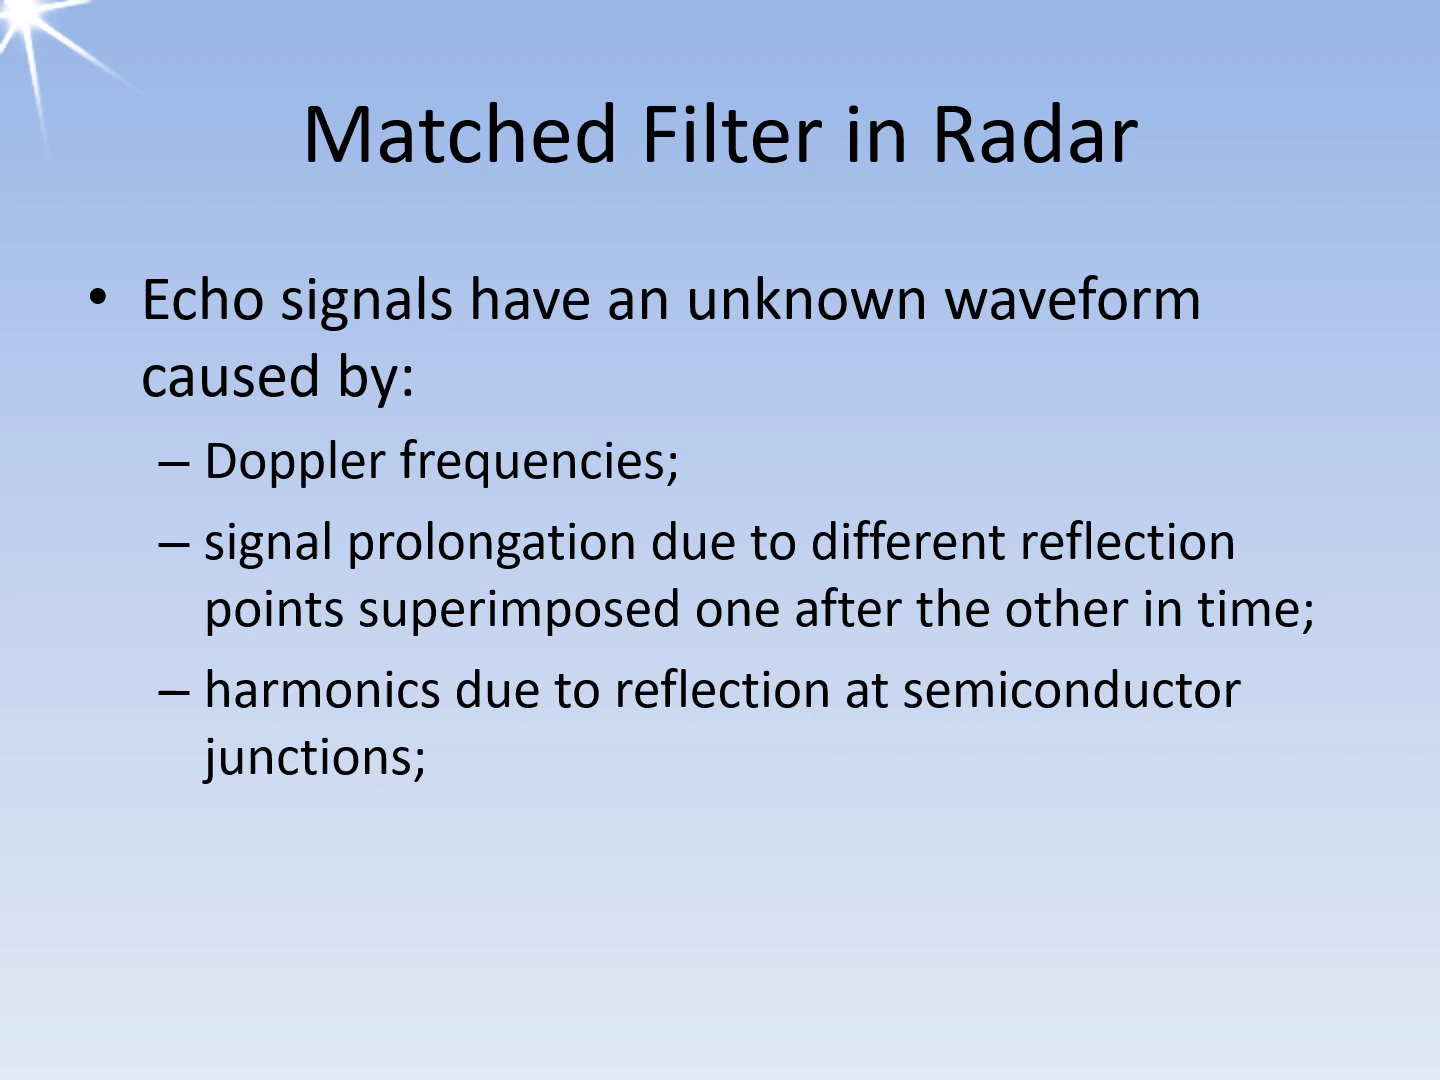 Matched Filter in Radar
• Echo signals have an unknown waveform
caused by:
– Doppler frequencies;
– signal prolongation due to different reflection
points superimposed one after the other in time;
– harmonics due to reflection at semiconductor
junctions;